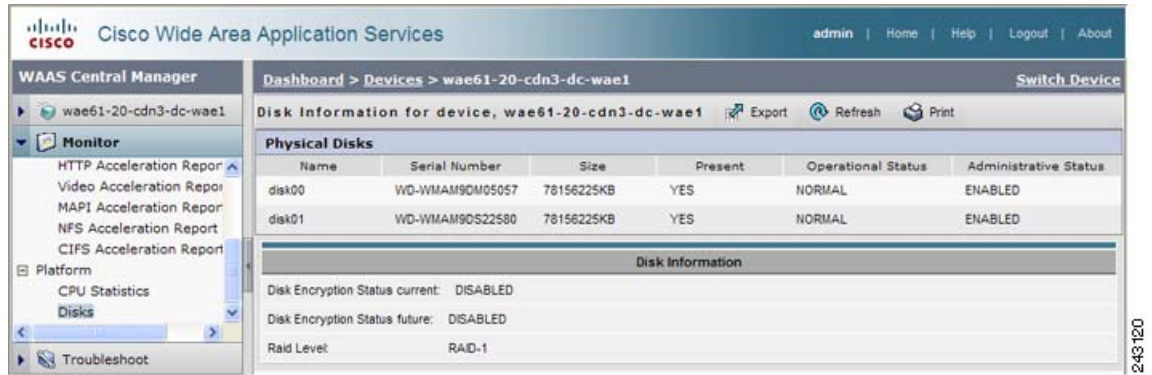 CISCO
Cisco Wide Area Application Services
admin | Home | Help | Logout | About
WAAS Central Manager
Dashboard > Devices > wae61-20-cdn3-dc-wae1
Switch Device
wae61-20-cdn3-dc-wae1
Disk Information for device, wae61-20-cdn3-dc-wae1
Export
Refresh
Print
Monitor
HTTP Acceleration Repor
Video Acceleration Repor
MAPI Acceleration Repor
NFS Acceleration Report
CIFS Acceleration Report
Platform
CPU Statistics
Disks
Troubleshoot
Physical Disks
Name Serial Number Size Present Operational Status Administrative Status
disk00 WD-WMAM9DM05057 78156225KB YES NORMAL ENABLED
disk01 WD-WMAM9DS22580 78156225KB YES NORMAL ENABLED
Disk Information
Disk Encryption Status current: DISABLED
Disk Encryption Status future: DISABLED
Raid Level: RAID-1
243120